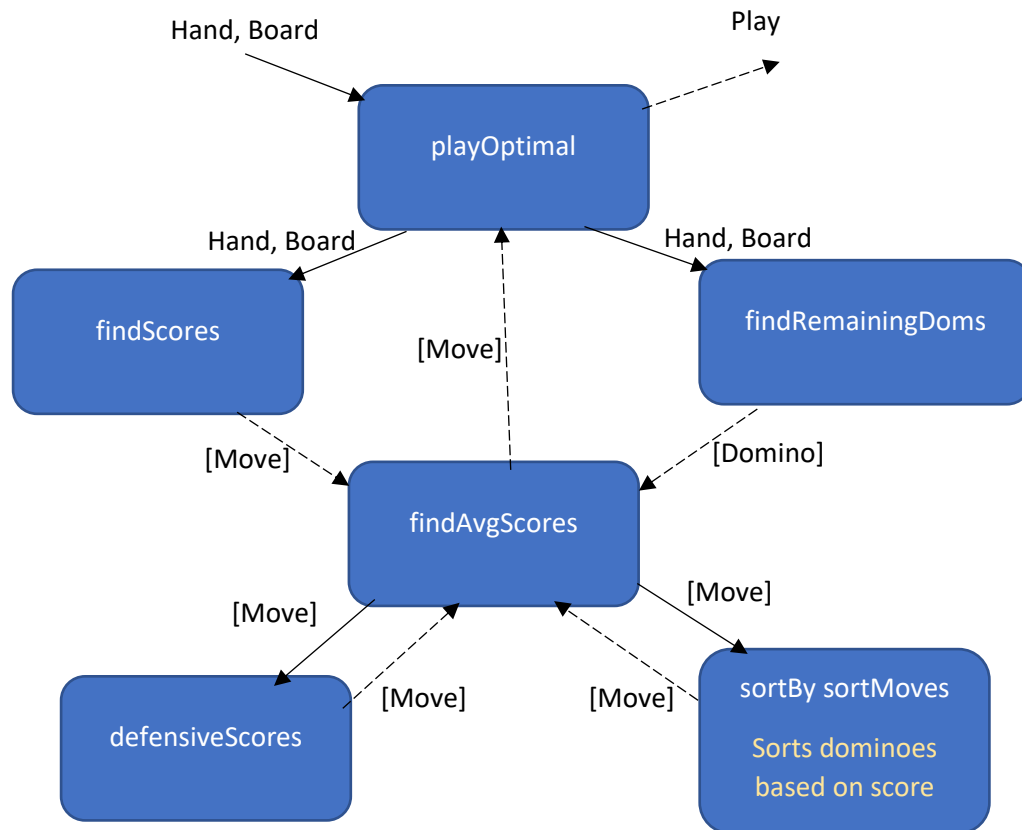 Hand, Board
Play
playOptimal
Hand, Board
Hand, Board
findScores
findRemainingDoms
[Move]
[Move]
[Domino]
findAvgScores
[Move]
[Move]
defensiveScores
[Move]
[Move]
sortBy sortMoves
Sorts dominoes
based on score